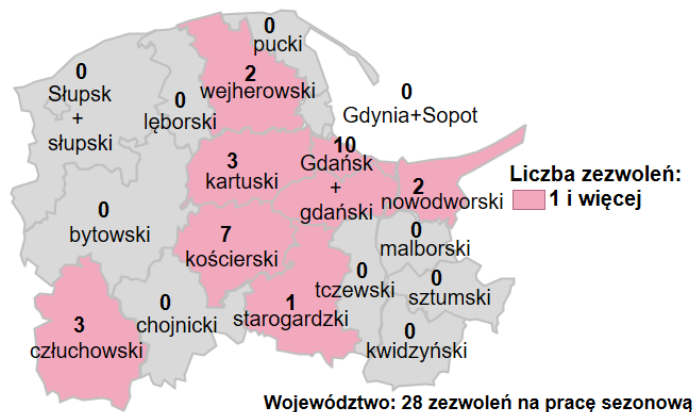 0
pucki
0
Słupsk
+
słupski
0
lęborski
2
wejherowski
0
Gdynia+Sopot
3
kartuski
10
Gdańsk
+
gdański
2
nowodworski
Liczba zezwoleń:
1 i więcej
0
bytowski
7
kościerski
0
malborski
0
tczewski
0
sztumski
3
człuchowski
0
chojnicki
1
starogardzki
0
kwidzyński
Województwo: 28 zezwoleń na pracę sezonową